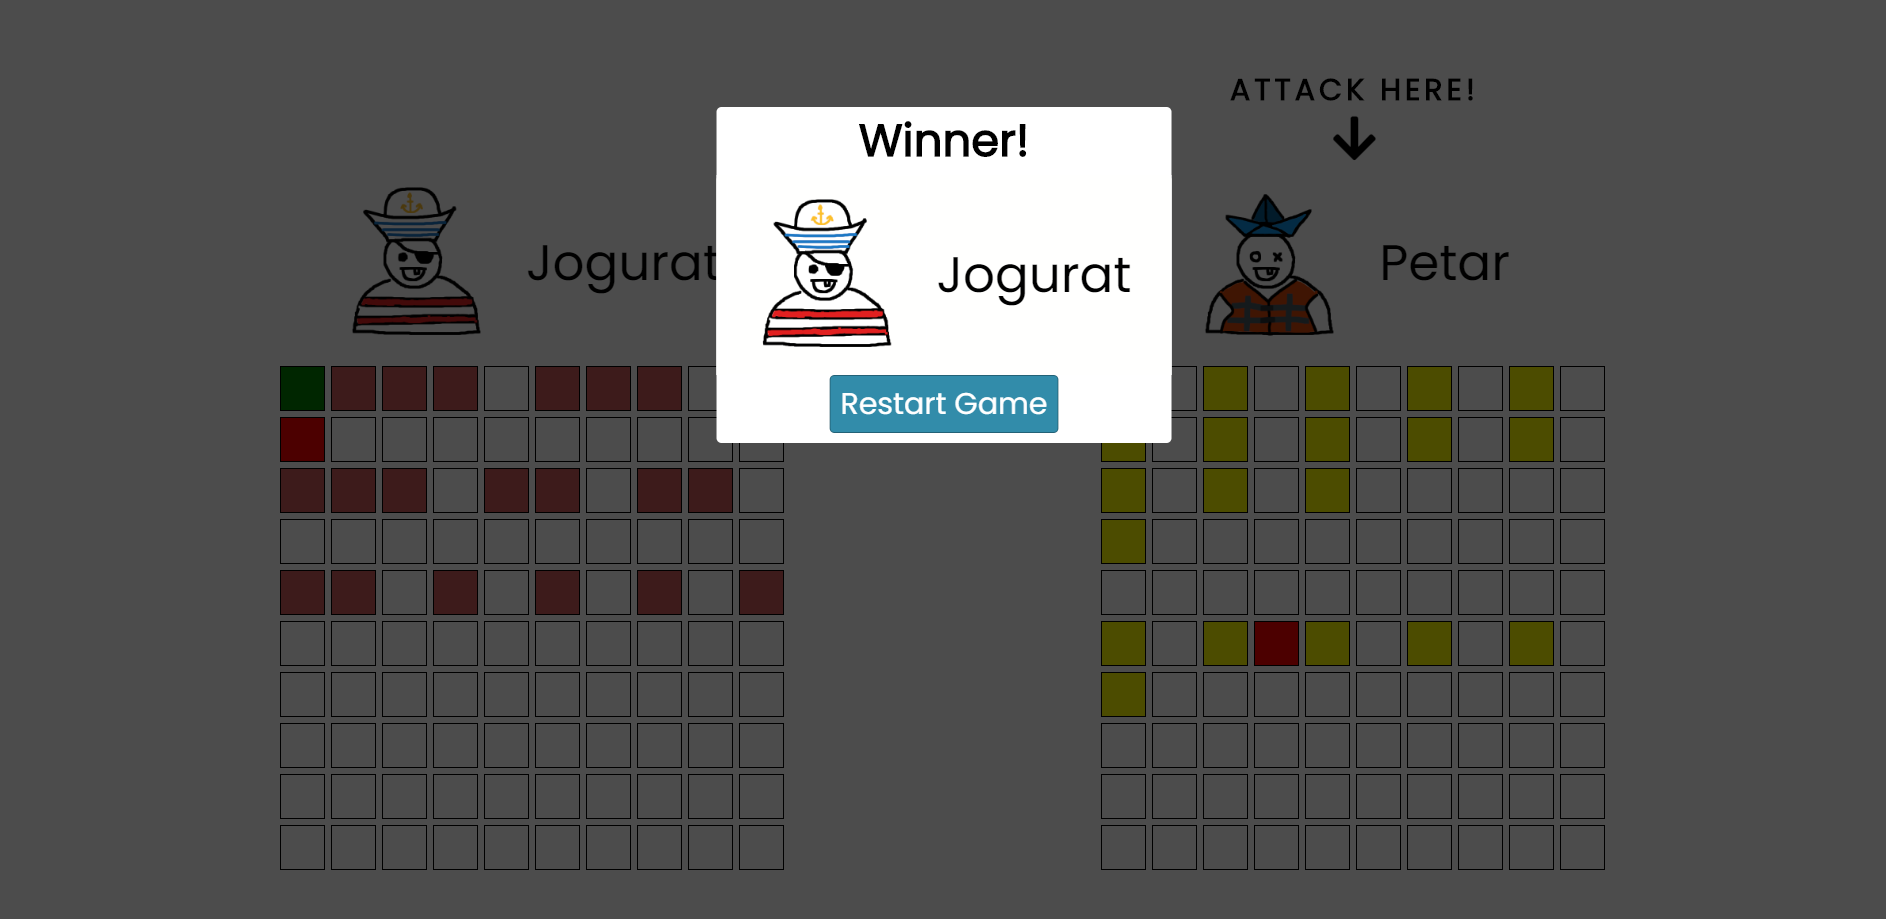 ATTACK HERE!
Winner!
Jogurat
Jogurat
Petar
Restart Game